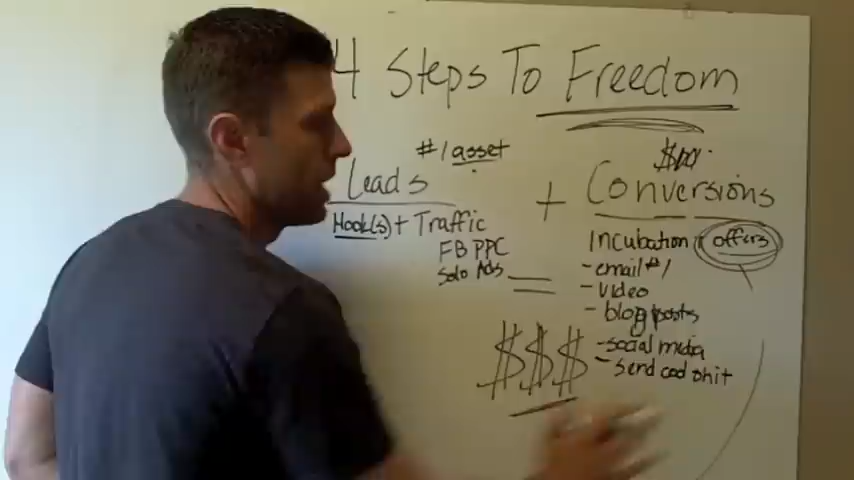 4 Steps To Freedom
#1 asset
Leads + Conversions
Hook(s) + Traffic
FB PPC
Solo Ads
Incubation + offers
- email #1
- video
- blog posts
- social media
- send cod shit
$$$